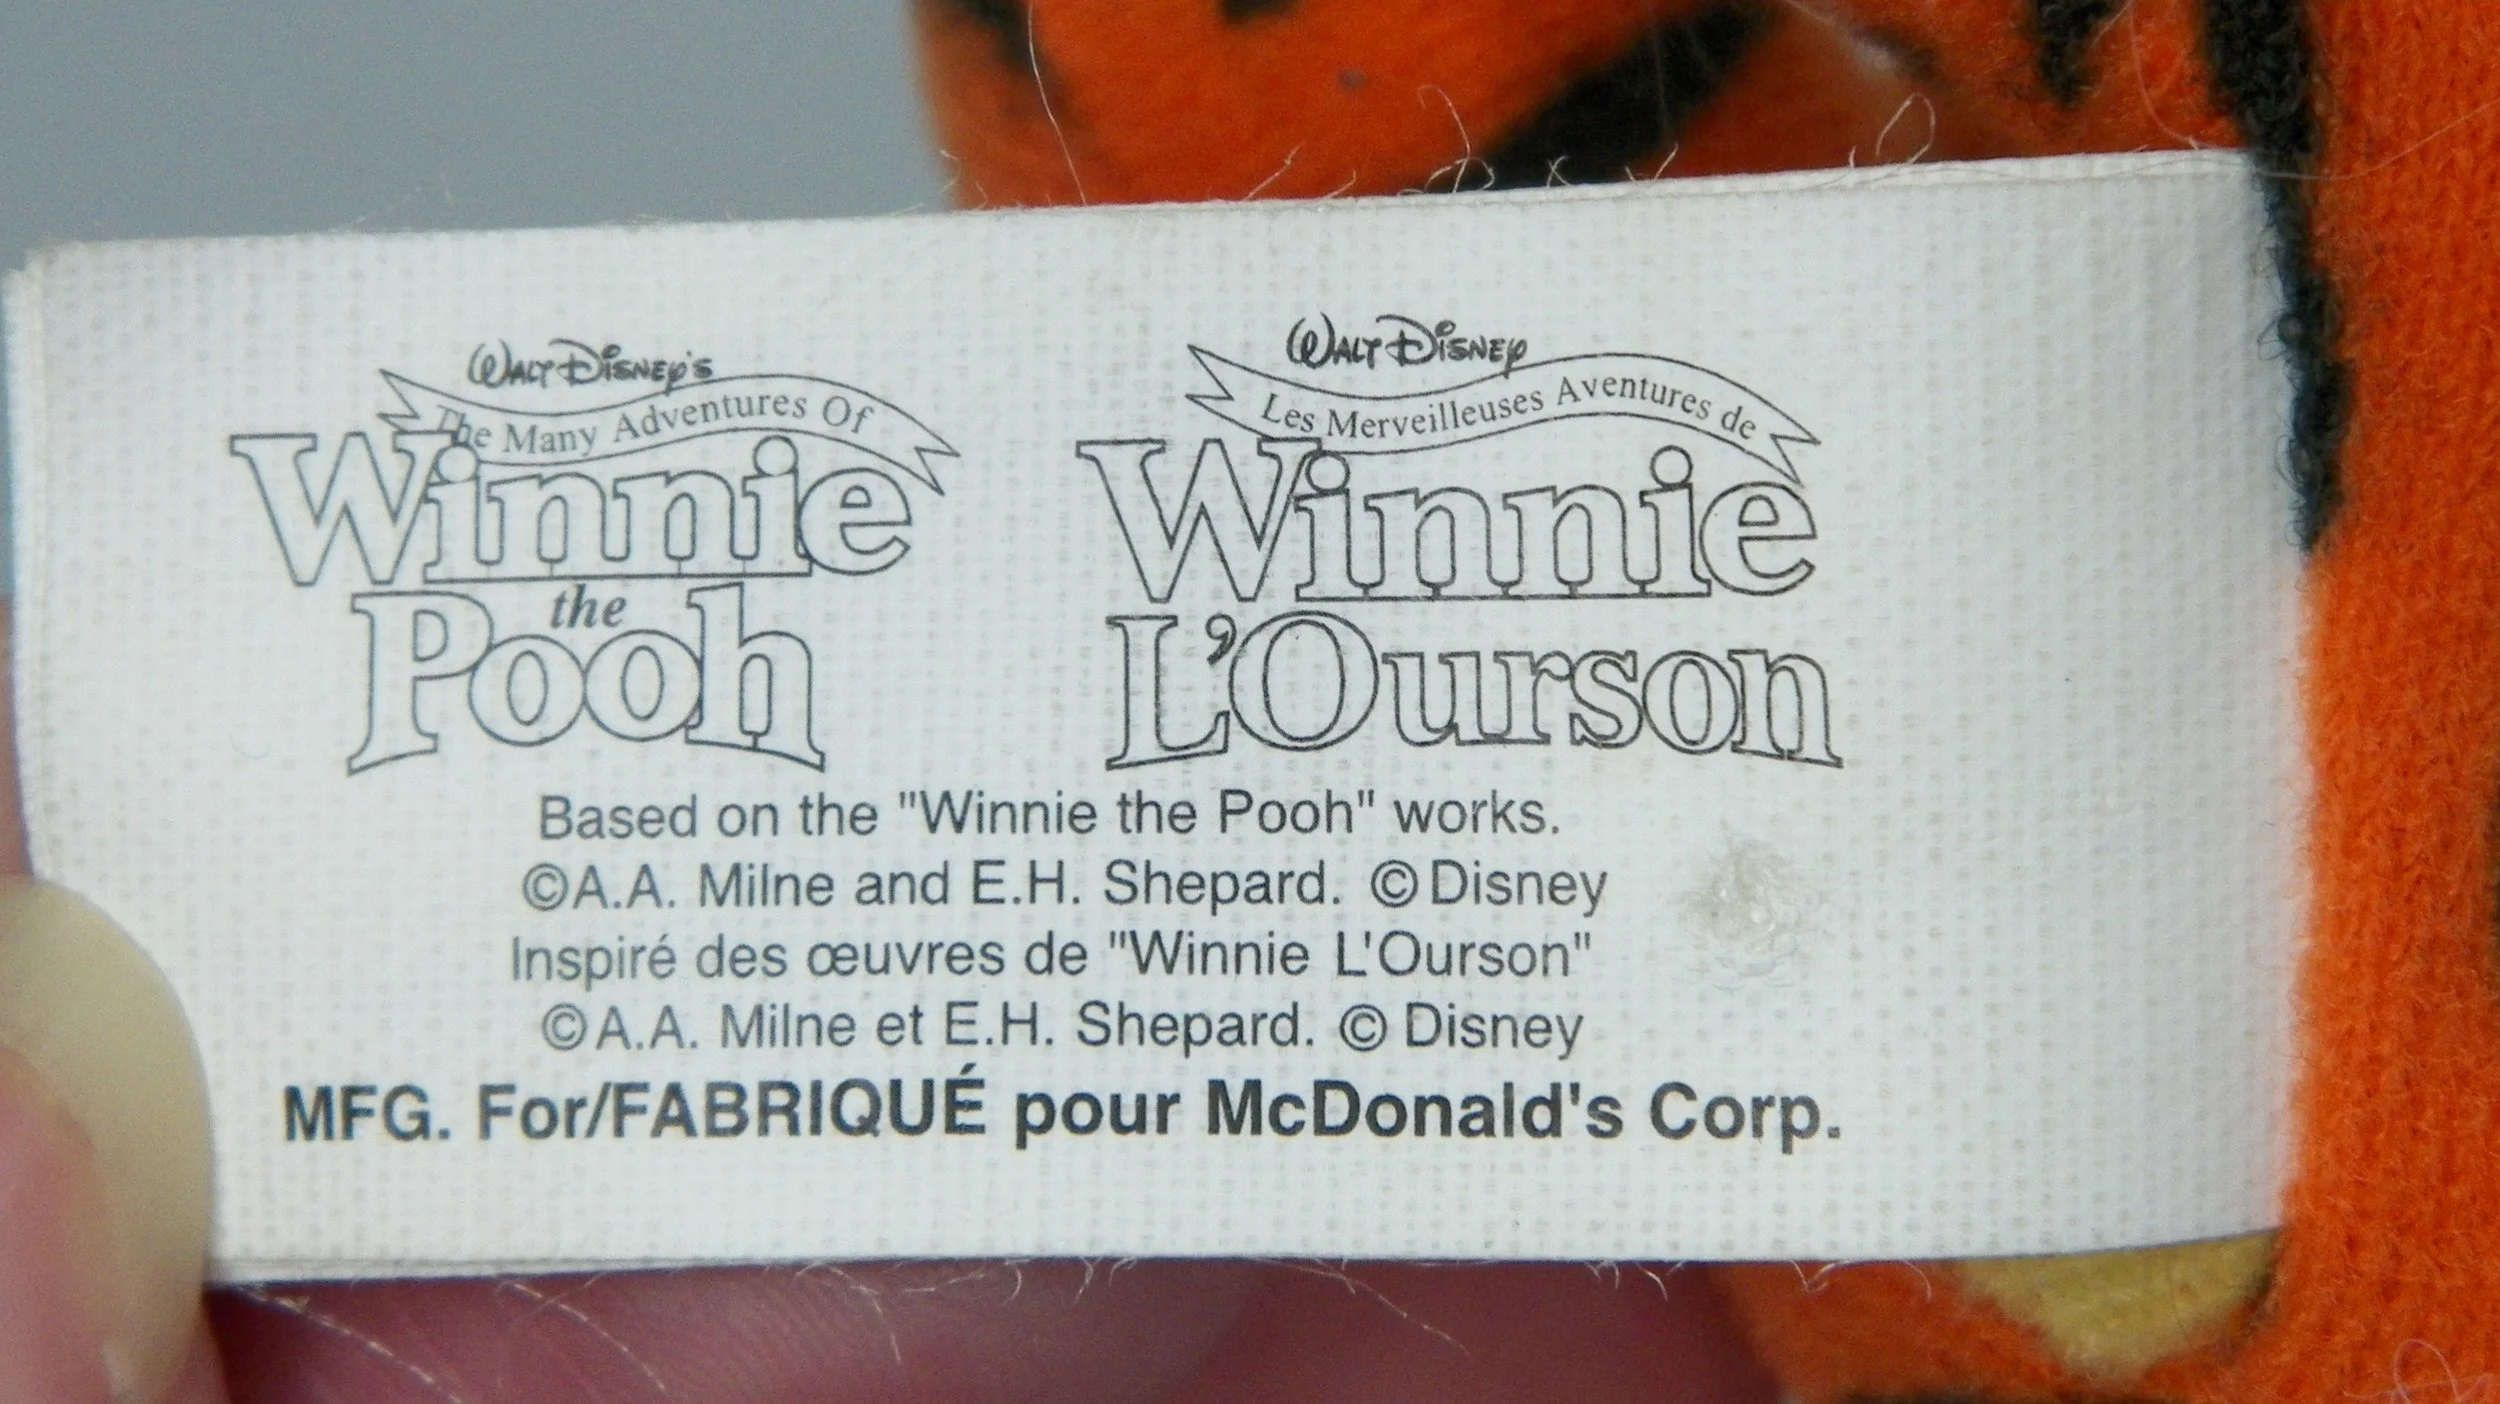 WALT DISNEY'S
The Many Adventures Of
Winnie
the
Pooh
WALT DISNEY
Les Merveilleuses Aventures de
Winnie
L'Ourson
Based on the "Winnie the Pooh" works.
©A.A. Milne and E.H. Shepard. © Disney
Inspiré des œuvres de "Winnie L'Ourson"
©A.A. Milne et E.H. Shepard. © Disney
MFG. For/FABRIQUÉ pour McDonald's Corp.